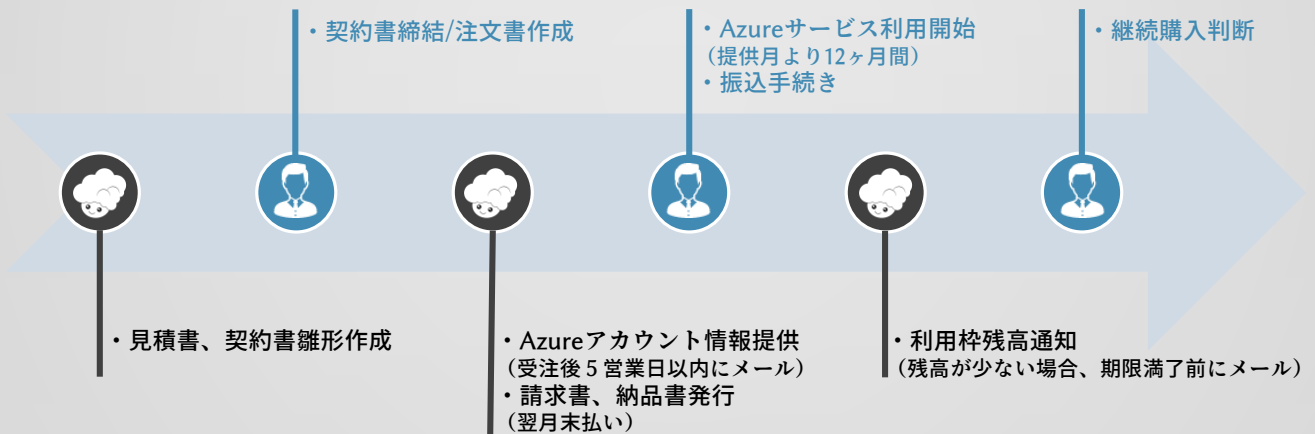 ・契約書締結/注文書作成
・Azureサービス利用開始
（提供月より12ヶ月間）
・振込手続き
・継続購入判断
・見積書、契約書雛形作成
・Azureアカウント情報提供
（受注後５営業日以内にメール）
・請求書、納品書発行
（翌月末払い）
・利用枠残高通知
（残高が少ない場合、期限満了前にメール）